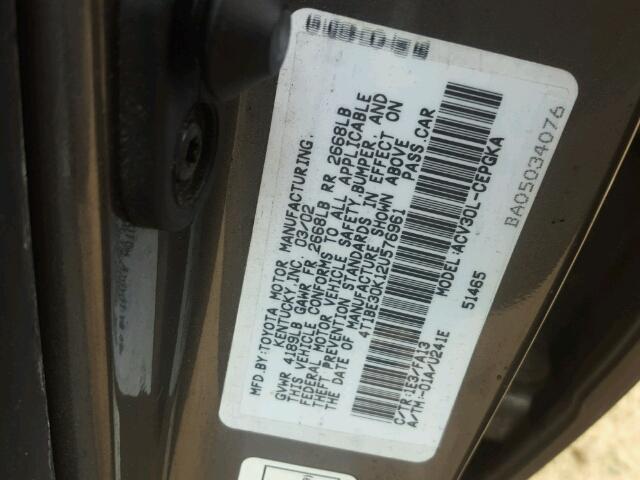 MFD.BY:TOYOTA MOTOR MANUFACTURING.
KENTUCKY,INC. 03/02
GVWR 4189LB GAWR FR 2668LB RR 2668LB
THIS VEHICLE CONFORMS TO ALL APPLICABLE
FEDERAL MOTOR VEHICLE SAFETY,BUMPER, AND
THEFT PREVENTION STANDARDS IN EFFECT ON
THE DATE OF MANUFACTURE SHOWN ABOVE.
4T1BE30K12U576961 PASS.CAR
C/TR:1E3/FA13 MODEL:ACV30L-CEPGKA
A/TM:-01A/U241E 51465
BA05034076